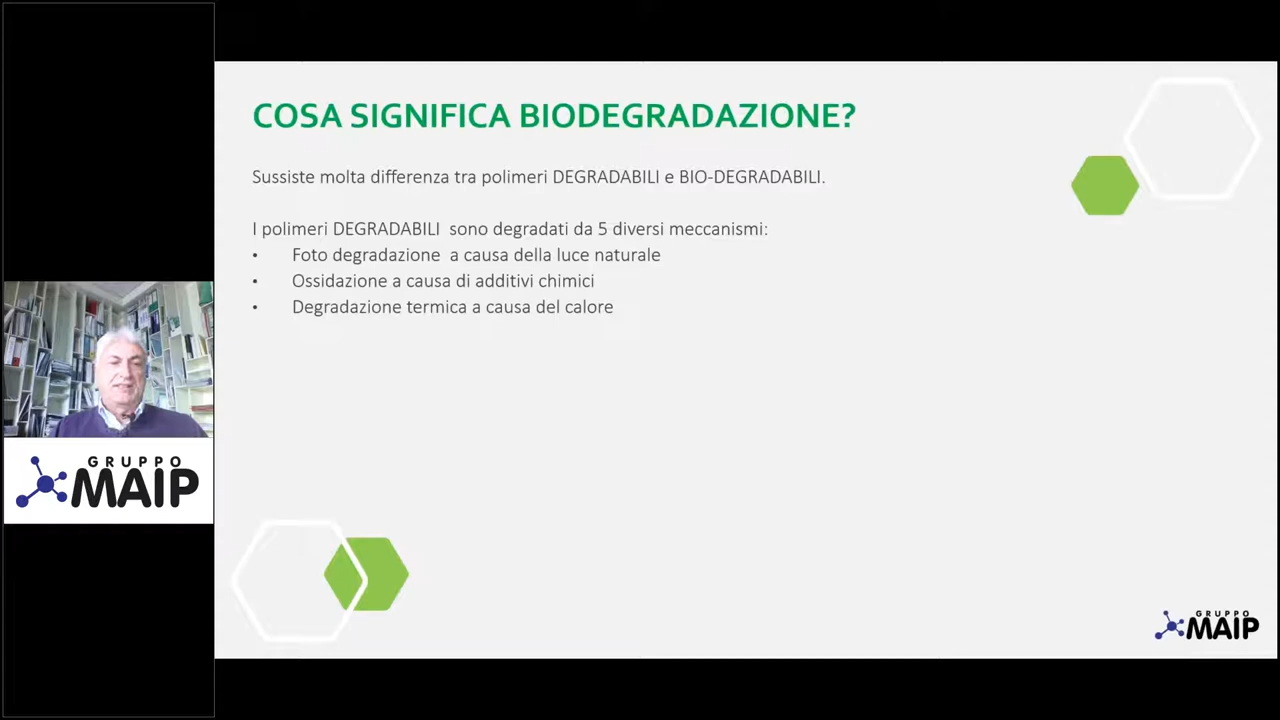 COSA SIGNIFICA BIODEGRADAZIONE?
Sussiste molta differenza tra polimeri DEGRADABILI e BIO-DEGRADABILI.
I polimeri DEGRADABILI  sono degradati da 5 diversi meccanismi:
• Foto degradazione  a causa della luce naturale
• Ossidazione a causa di additivi chimici
• Degradazione termica a causa del calore
GRUPPO
MAIP
GRUPPO
MAIP